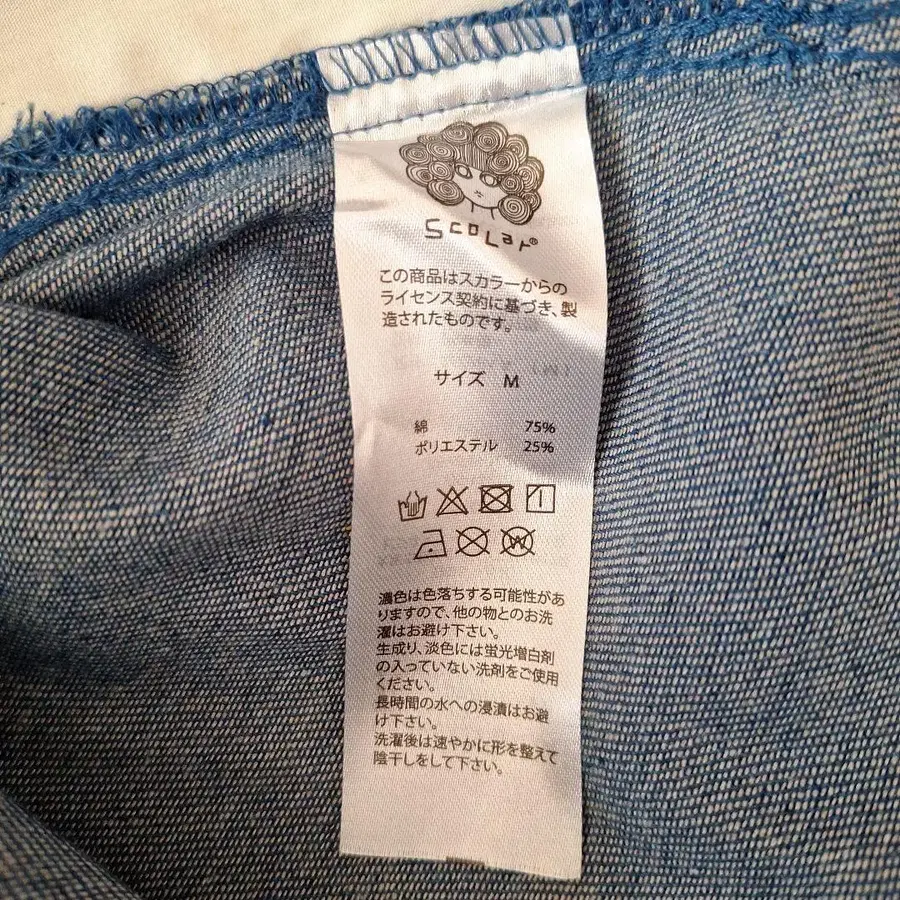 ScoLar®
この商品はスカラーからの
ライセンス契約に基づき、製
造されたものです。
サイズ M
綿 75%
ポリエステル 25%
W
濃色は色落ちする可能性があ
りますので、他の物とのお洗
濯はお避け下さい。
生成り、淡色には蛍光増白剤
の入っていない洗剤をご使用
ください。
長時間の水への浸漬はお避
け下さい。
洗濯後は速やかに形を整えて
陰干しをして下さい。